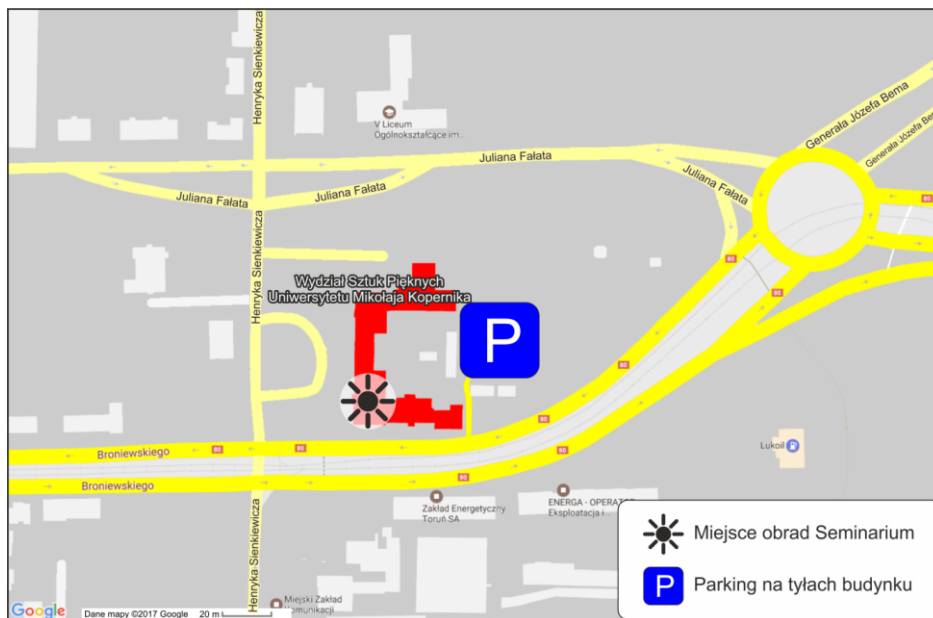 Henryka Sienkiewicza
V Liceum
Ogólnokształcące im...
Generała Józefa Bema
Generała Józefa Bema
Juliana Fałata
Juliana Fałata
Juliana Fałata
Juliana Fałata
80
80
80
Henryka Sienkiewicza
Wydział Sztuk Pięknych
Uniwersytetu Mikołaja Kopernika
P
80
80
80
80
Broniewskiego
80
80
Lukoil
80
80
Broniewskiego
Zakład Energetyczny
Toruń SA
ENERGA - OPERATOR
Eksploatacja i...
Henryka Sienkiewicza
Miejski Zakład
Komunikacji
Miejsce obrad Seminarium
P
Parking na tyłach budynku
Google
Dane mapy ©2017 Google
20 m